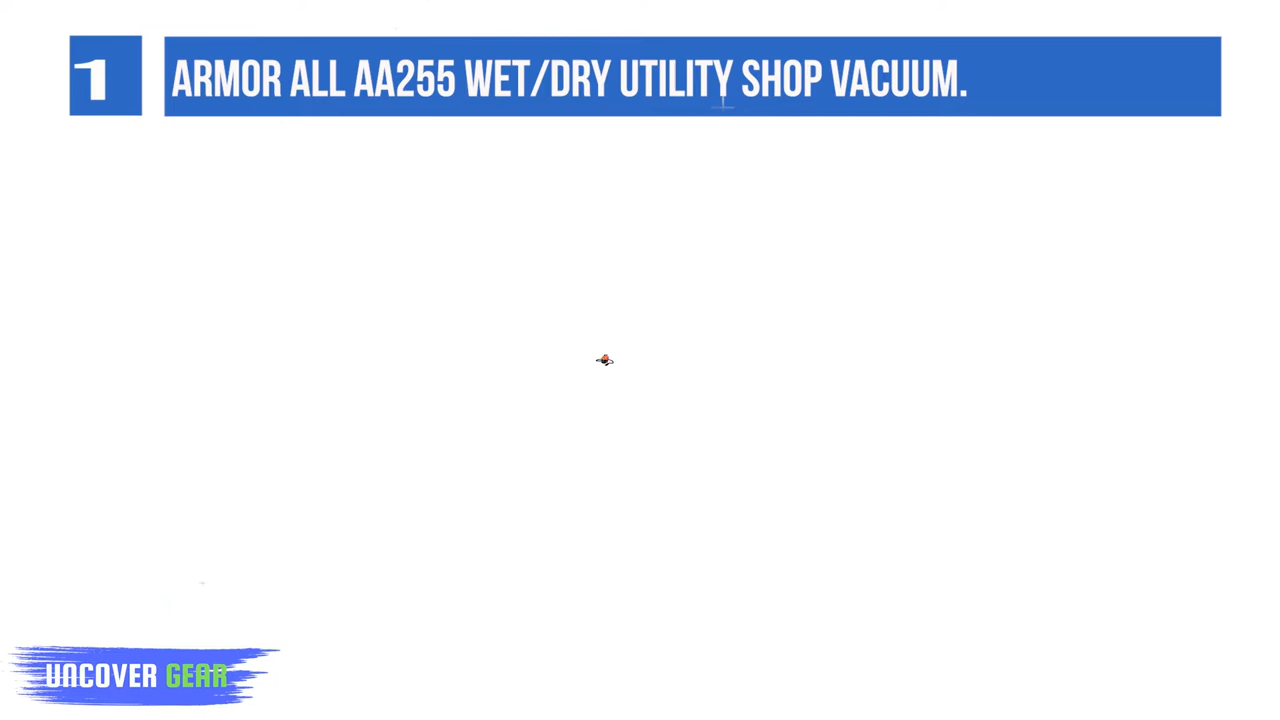 1 ARMOR ALL AA255 WET/DRY UTILITY SHOP VACUUM.
UNCOVER GEAR